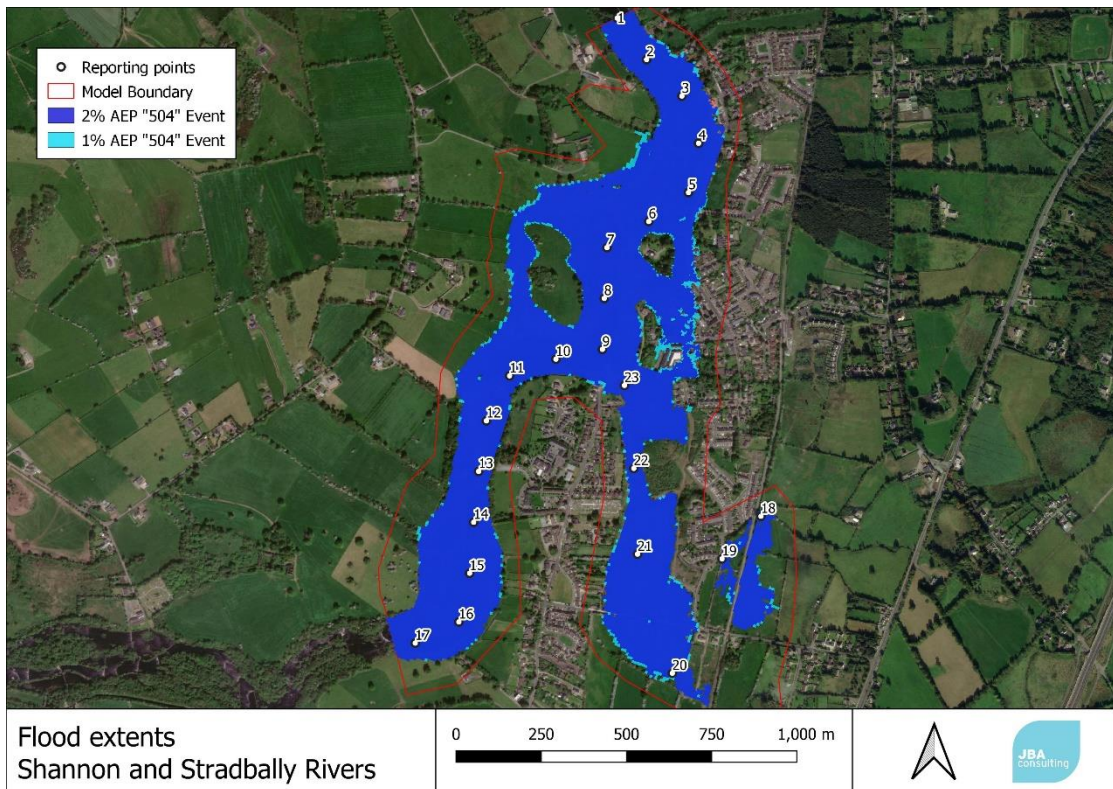 Reporting points
Model Boundary
2% AEP "504" Event
1% AEP "504" Event
1
2
3
4
5
6
7
8
9
10
11
23
12
13
22
14
18
21
19
15
16
17
20
Flood extents
Shannon and Stradbally Rivers
0 250 500 750 1,000 m
JBA
consulting